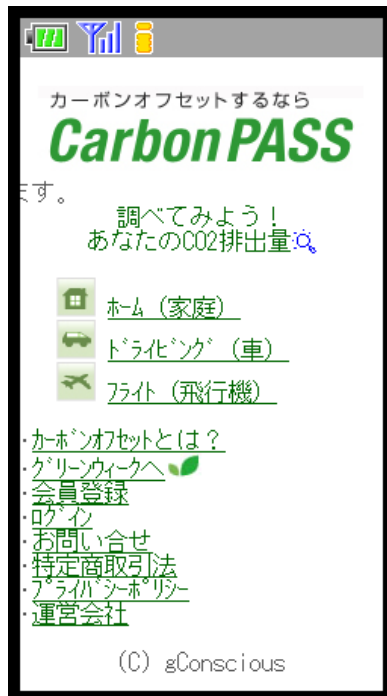 カーボンオフセットするなら
Carbon PASS
ます。
調べてみよう！
あなたのCO2排出量
ホーム（家庭）
ﾄﾞﾗｲﾋﾞﾝｸﾞ（車）
ﾌﾗｲﾄ（飛行機）
･ｶｰﾎﾞﾝｵﾌｾｯﾄとは？
･ｸﾞﾘｰﾝｳｨｰｸへ
･会員登録
･ﾛｸﾞｲﾝ
･お問い合せ
･特定商取引法
･ﾌﾟﾗｲﾊﾞｼｰﾎﾟﾘｼｰ
･運営会社
(C) gConscious